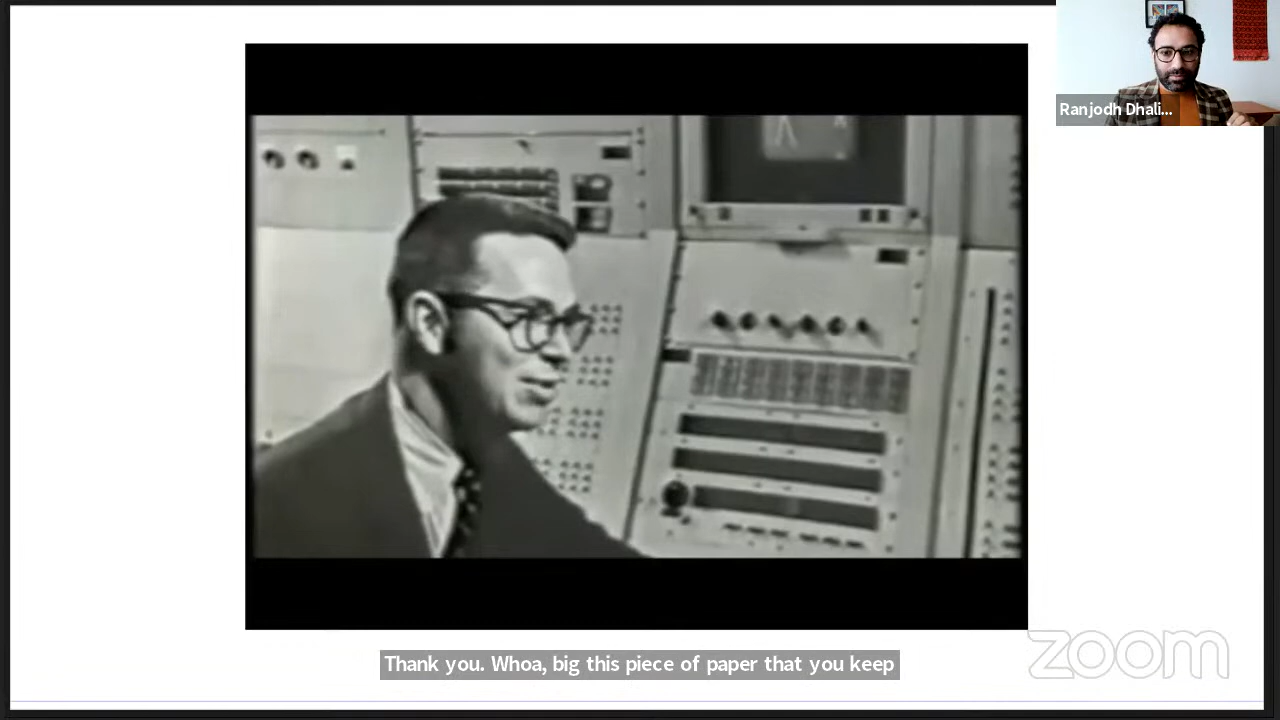 Ranjodh Dhali...
Thank you. Whoa, big this piece of paper that you keep
zoom